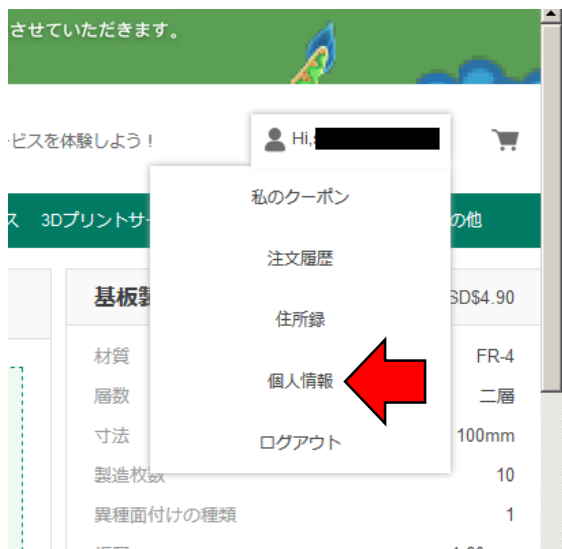 させていただきます。
ビスを体験しよう！
Hi,s
ス 3Dプリントサー
の他
私のクーポン
注文履歴
住所録
個人情報
ログアウト
基板製
SD$4.90
材質 FR-4
層数 二層
寸法 100mm
製造枚数 10
異種面付けの種類 1